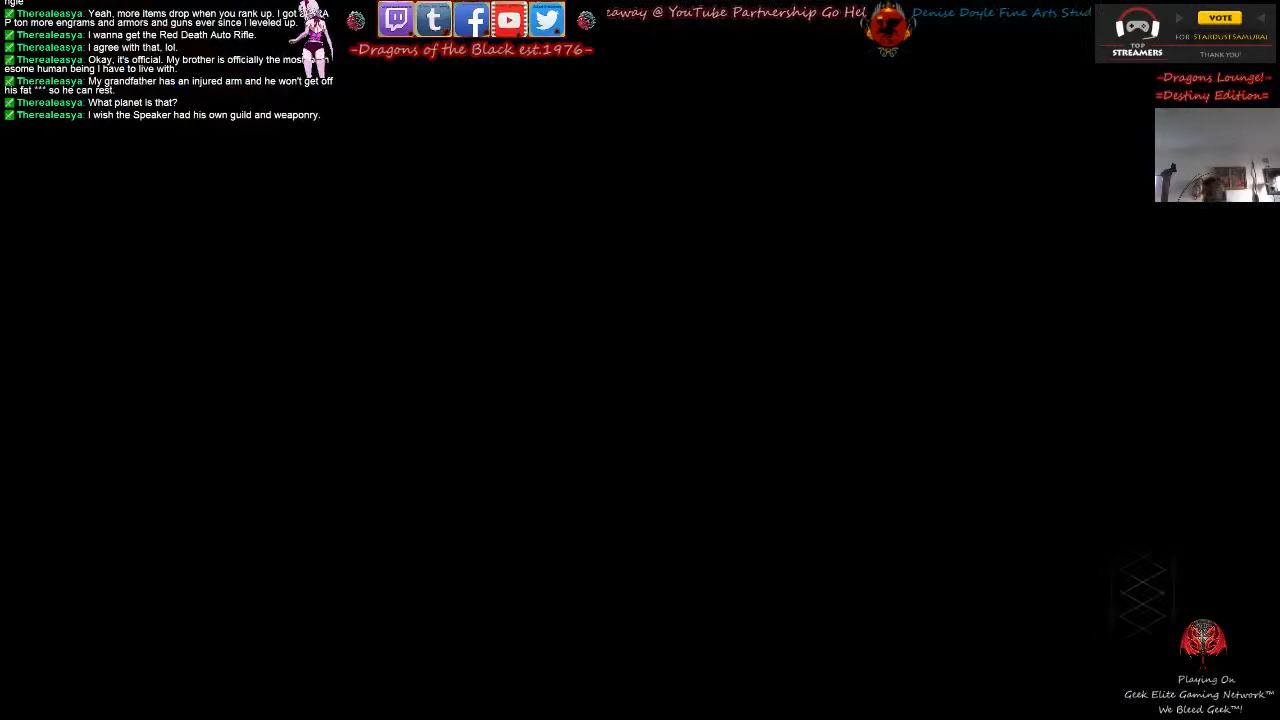 Therealeasya: Yeah, more items drop when you rank up. I got a
P ton more engrams and armors and guns ever since I leveled up.
Therealeasya: I wanna get the Red Death Auto Rifle.
Therealeasya: I agree with that, lol.
Therealeasya: Okay, it's official. My brother is officially the most
esome human being I have to live with.
Therealeasya: My grandfather has an injured arm and he won't get off
his fat *** so he can rest.
Therealeasya: What planet is that?
Therealeasya: I wish the Speaker had his own guild and weaponry.
-Dragons of the Black est.1976-
eaway @ YouTube Partnership Go Hel
Denise Doyle Fine Arts Stud
TOP
STREAMERS
VOTE
FOR STARDUSTSAMURAI
THANK YOU!
-Dragons Lounge!-
=Destiny Edition=
Playing On
Geek Elite Gaming Network™
We Bleed Geek™!